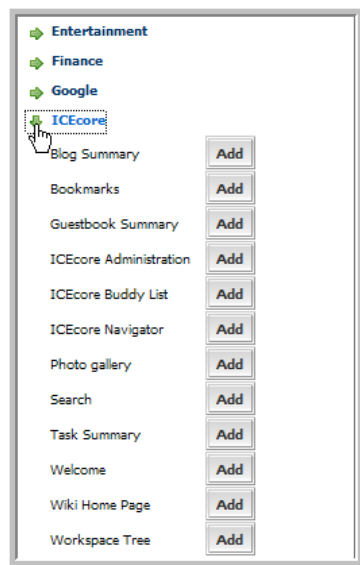 Entertainment
Finance
Google
ICEcore
Blog Summary Add
Bookmarks Add
Guestbook Summary Add
ICEcore Administration Add
ICEcore Buddy List Add
ICEcore Navigator Add
Photo gallery Add
Search Add
Task Summary Add
Welcome Add
Wiki Home Page Add
Workspace Tree Add